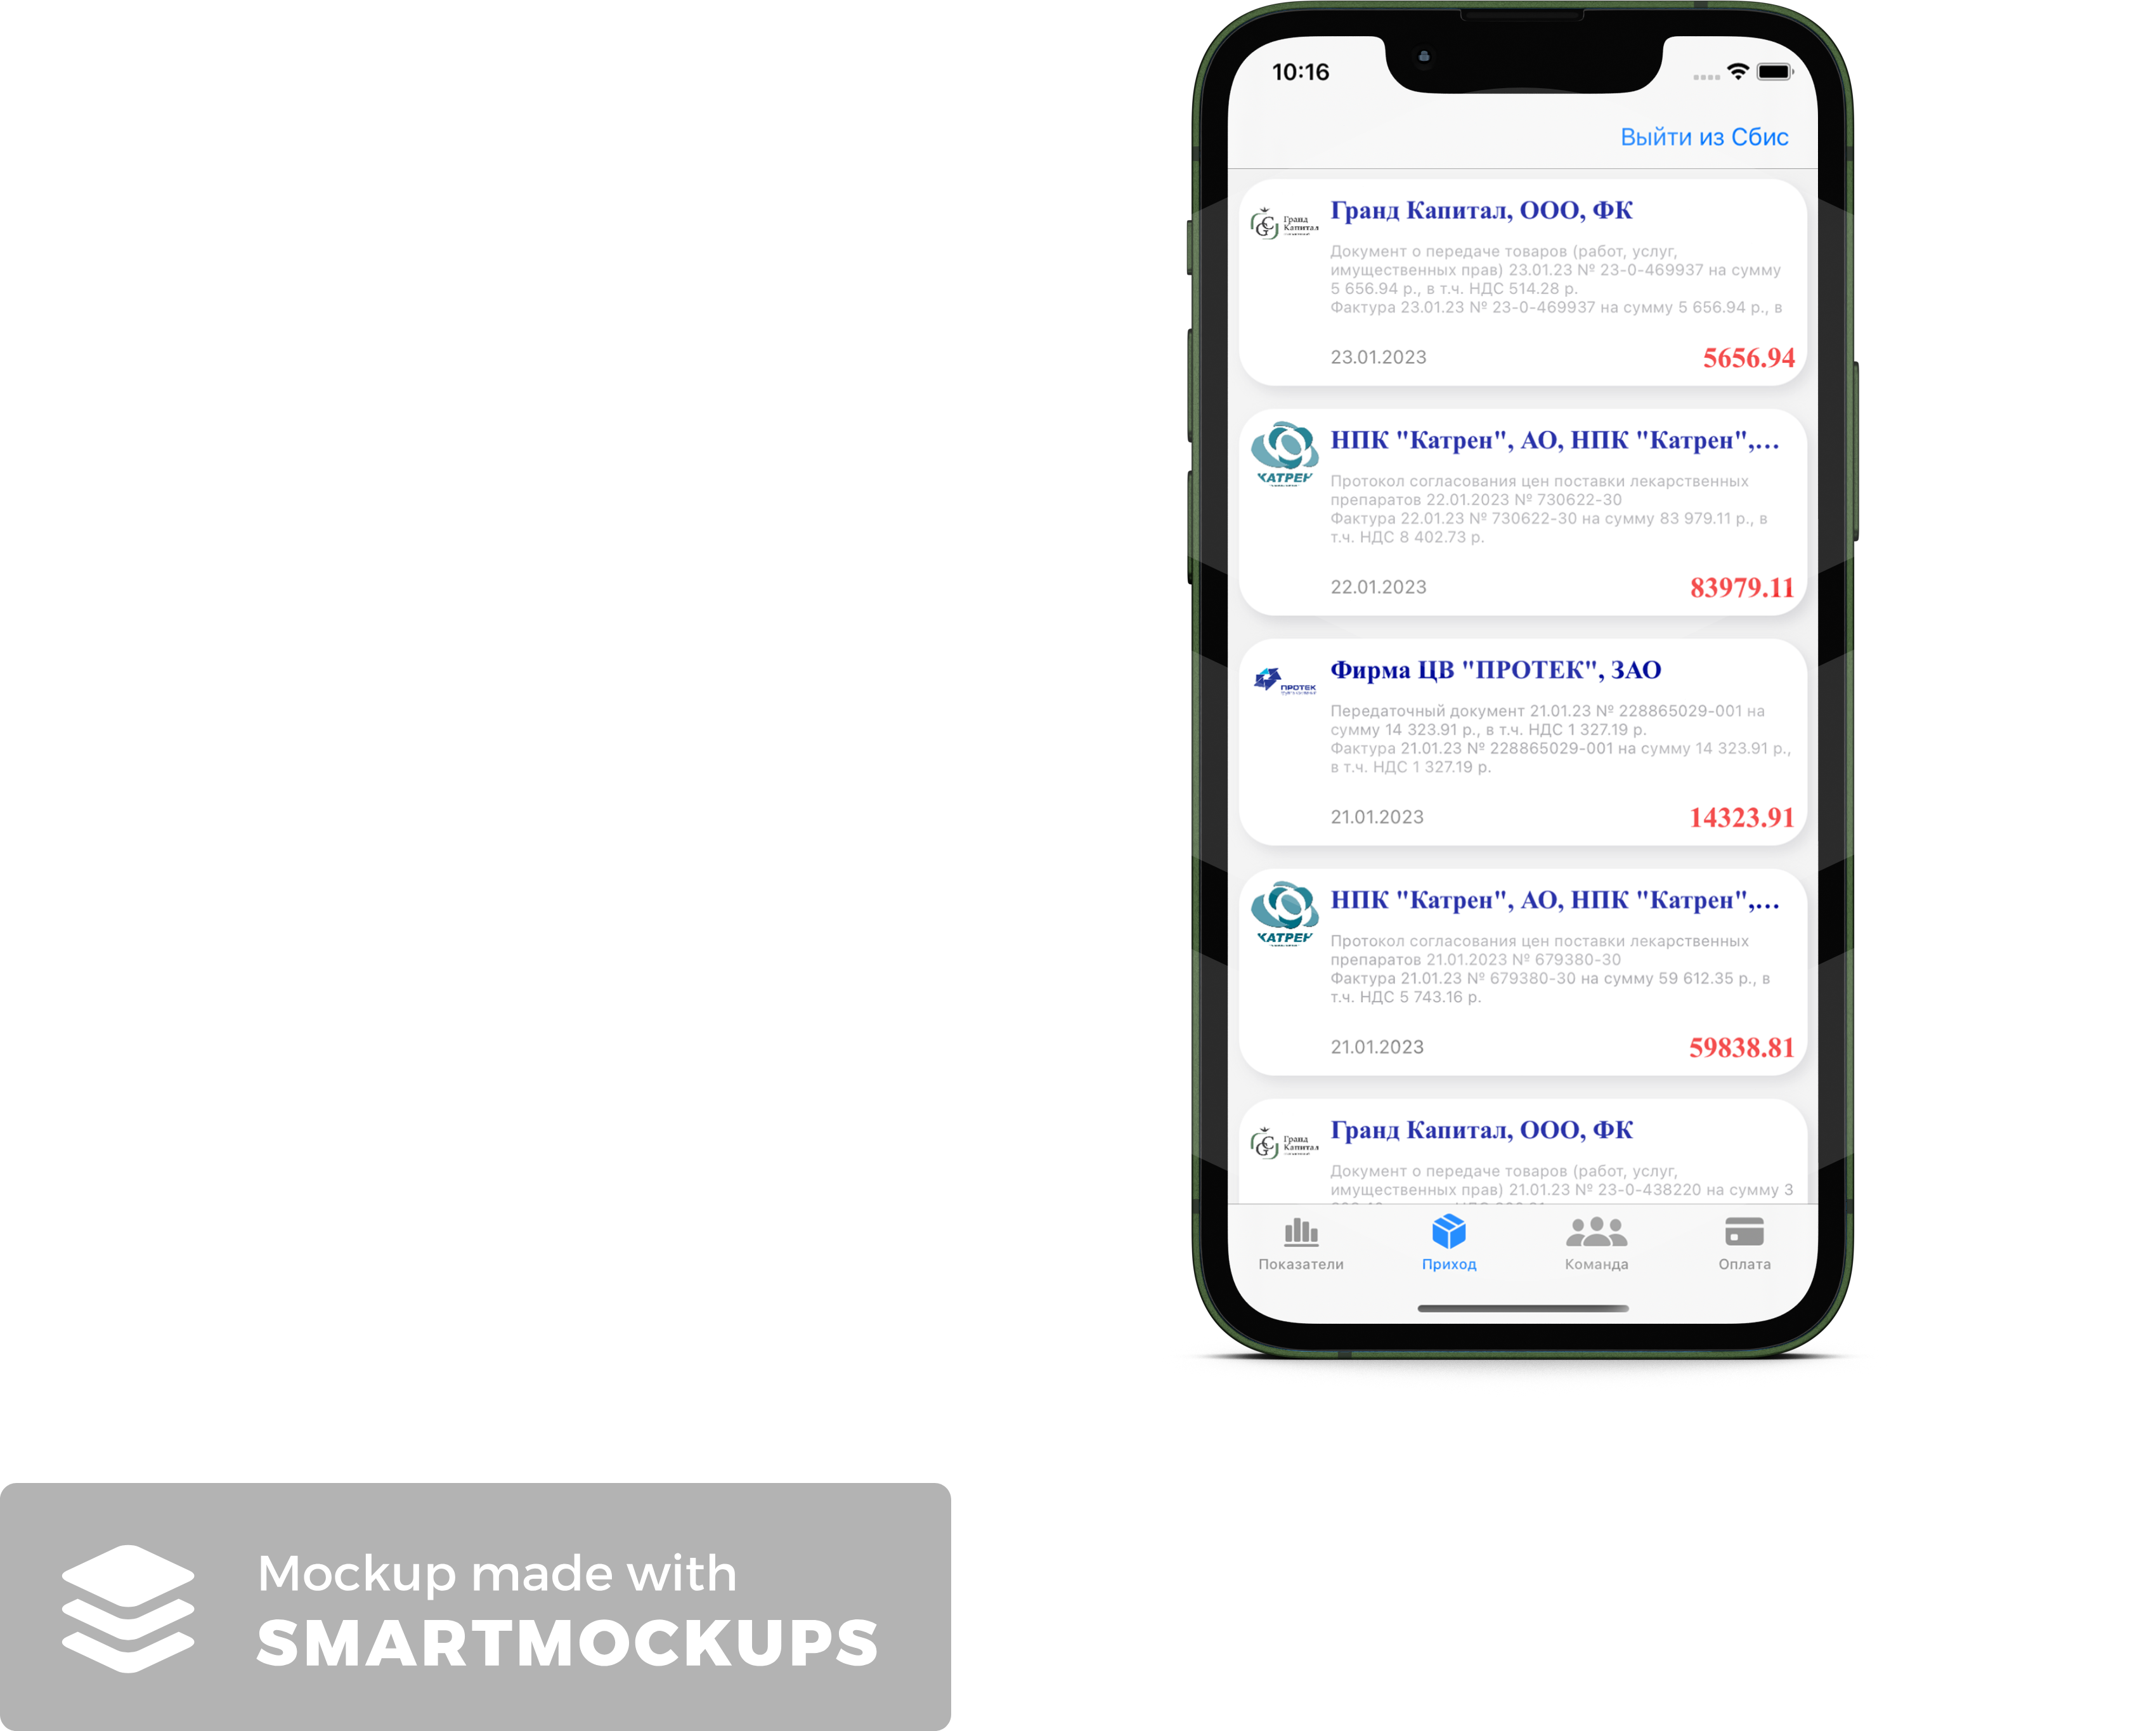 10:16
Выйти из Сбис
Гранд
Капитал
Гранд Капитал, ООО, ФК
Документ о передаче товаров (работ, услуг,
имущественных прав) 23.01.23 № 23-0-469937 на сумму
5 656.94 р., в т.ч. НДС 514.28 р.
Фактура 23.01.23 № 23-0-469937 на сумму 5 656.94 р., в
23.01.2023
5656.94
КАТРЕН
НПК "Катрен", АО, НПК "Катрен",...
Протокол согласования цен поставки лекарственных
препаратов 22.01.2023 № 730622-30
Фактура 22.01.23 № 730622-30 на сумму 83 979.11 р., в
т.ч. НДС 8 402.73 р.
22.01.2023
83979.11
ПРОТЕК
Фирма ЦВ "ПРОТЕК", ЗАО
Передаточный документ 21.01.23 № 228865029-001 на
сумму 14 323.91 р., в т.ч. НДС 1 327.19 р.
Фактура 21.01.23 № 228865029-001 на сумму 14 323.91 р.,
в т.ч. НДС 1 327.19 р.
21.01.2023
14323.91
КАТРЕН
НПК "Катрен", АО, НПК "Катрен",...
Протокол согласования цен поставки лекарственных
препаратов 21.01.2023 № 679380-30
Фактура 21.01.23 № 679380-30 на сумму 59 612.35 р., в
т.ч. НДС 5 743.16 р.
21.01.2023
59838.81
Гранд
Капитал
Гранд Капитал, ООО, ФК
Документ о передаче товаров (работ, услуг,
имущественных прав) 21.01.23 № 23-0-438220 на сумму 3
Показатели
Приход
Команда
Оплата
Mockup made with
SMARTMOCKUPS